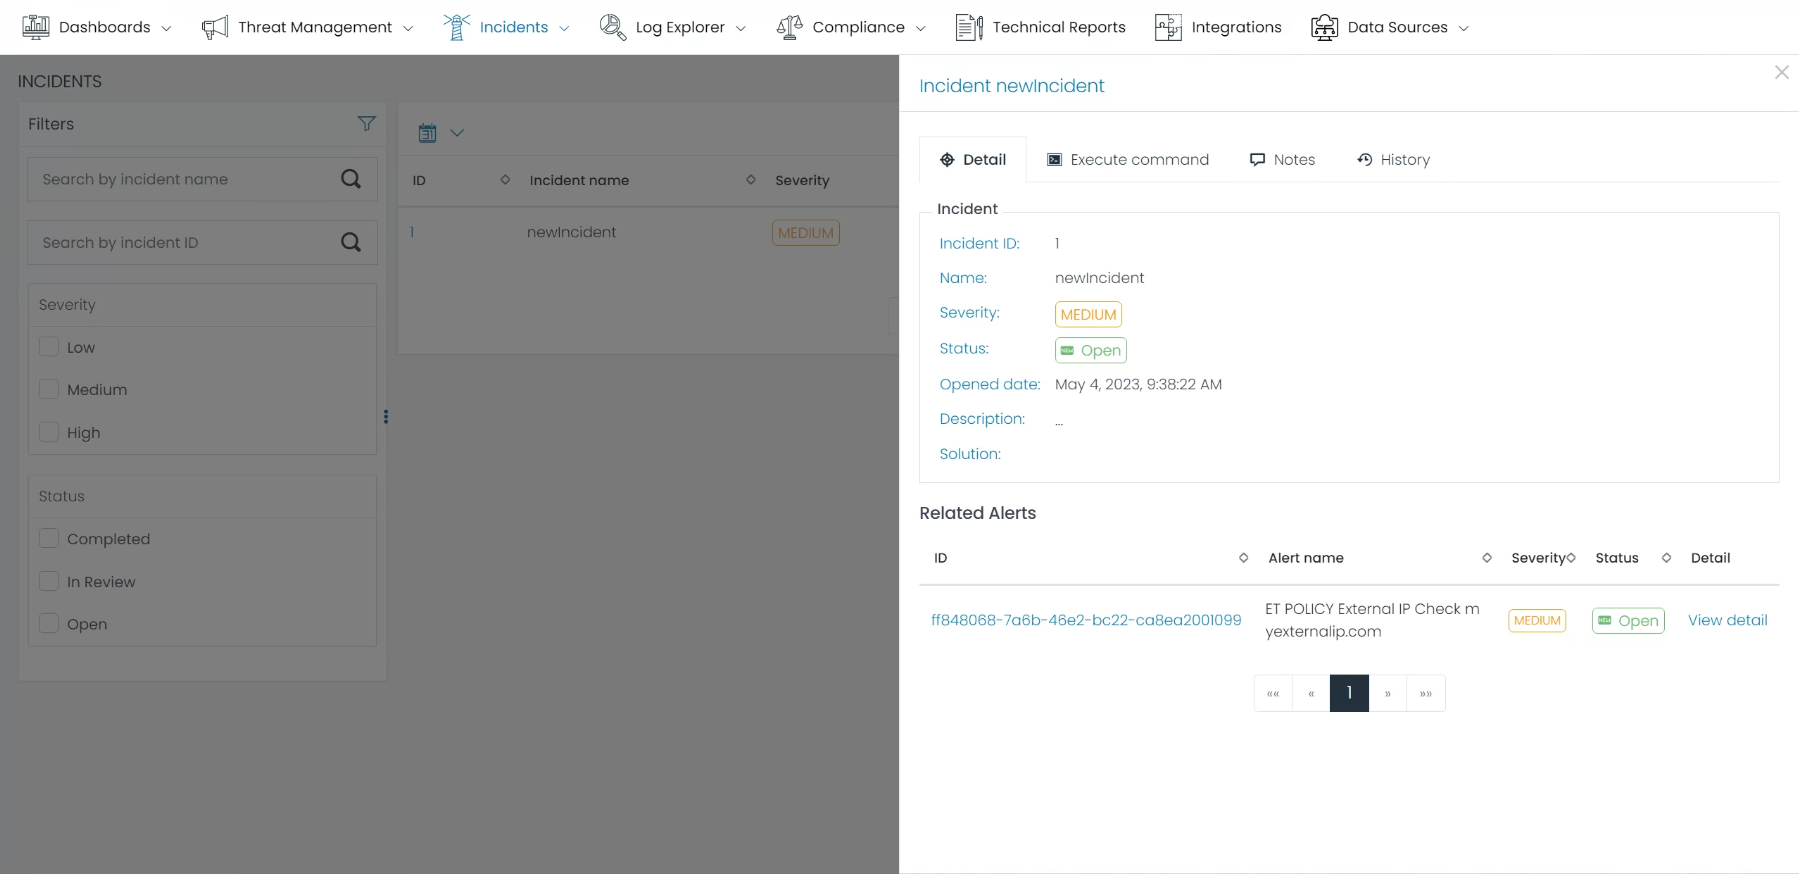 Dashboards
Threat Management
Incidents
Log Explorer
Compliance
Technical Reports
Integrations
Data Sources
INCIDENTS
Filters
Search by incident name
Search by incident ID
Severity
Low
Medium
High
Status
Completed
In Review
Open
31
ID
Incident name
Severity
1
newIncident
MEDIUM
Incident newIncident
Detail
Execute command
Notes
History
Incident
Incident ID:
1
Name:
newIncident
Severity:
MEDIUM
Status:
NEW Open
Opened date:
May 4, 2023, 9:38:22 AM
Description:
...
Solution:
Related Alerts
ID
Alert name
Severity
Status
Detail
ff848068-7a6b-46e2-bc22-ca8ea2001099
ET POLICY External IP Check m
yexternalip.com
MEDIUM
NEW Open
View detail
«« « 1 » »»